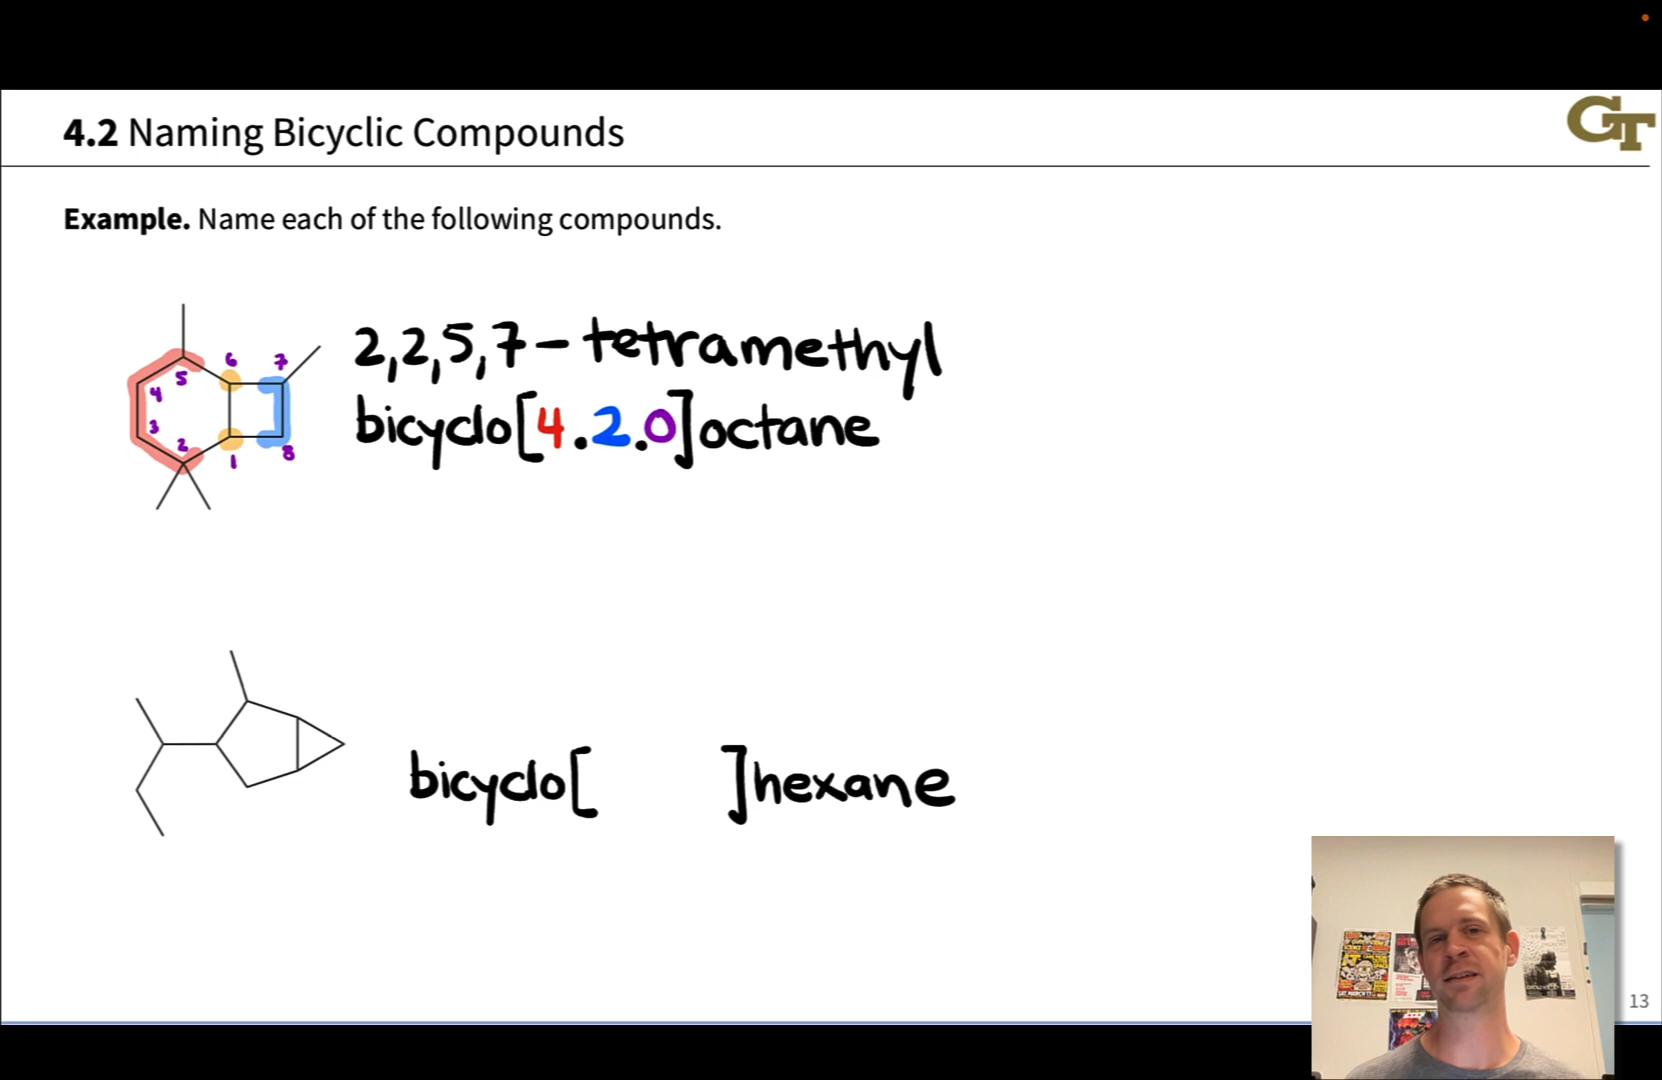 4.2 Naming Bicyclic Compounds
GT
Example. Name each of the following compounds.
2,2,5,7-tetramethyl
bicyclo[4.2.0]octane
6 7
5
4
3
2
1 8
bicyclo[ ]hexane
13